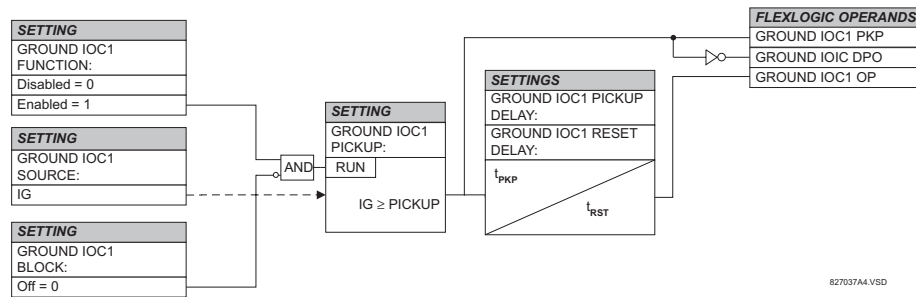 SETTING
GROUND IOC1
FUNCTION:
Disabled = 0
Enabled = 1
SETTING
GROUND IOC1
SOURCE:
IG
SETTING
GROUND IOC1
BLOCK:
Off = 0
AND
SETTING
GROUND IOC1
PICKUP:
RUN
IG ≥ PICKUP
SETTINGS
GROUND IOC1 PICKUP
DELAY:
GROUND IOC1 RESET
DELAY:
tPKP
tRST
FLEXLOGIC OPERANDS
GROUND IOC1 PKP
GROUND IOIC DPO
GROUND IOC1 OP
827037A4.VSD